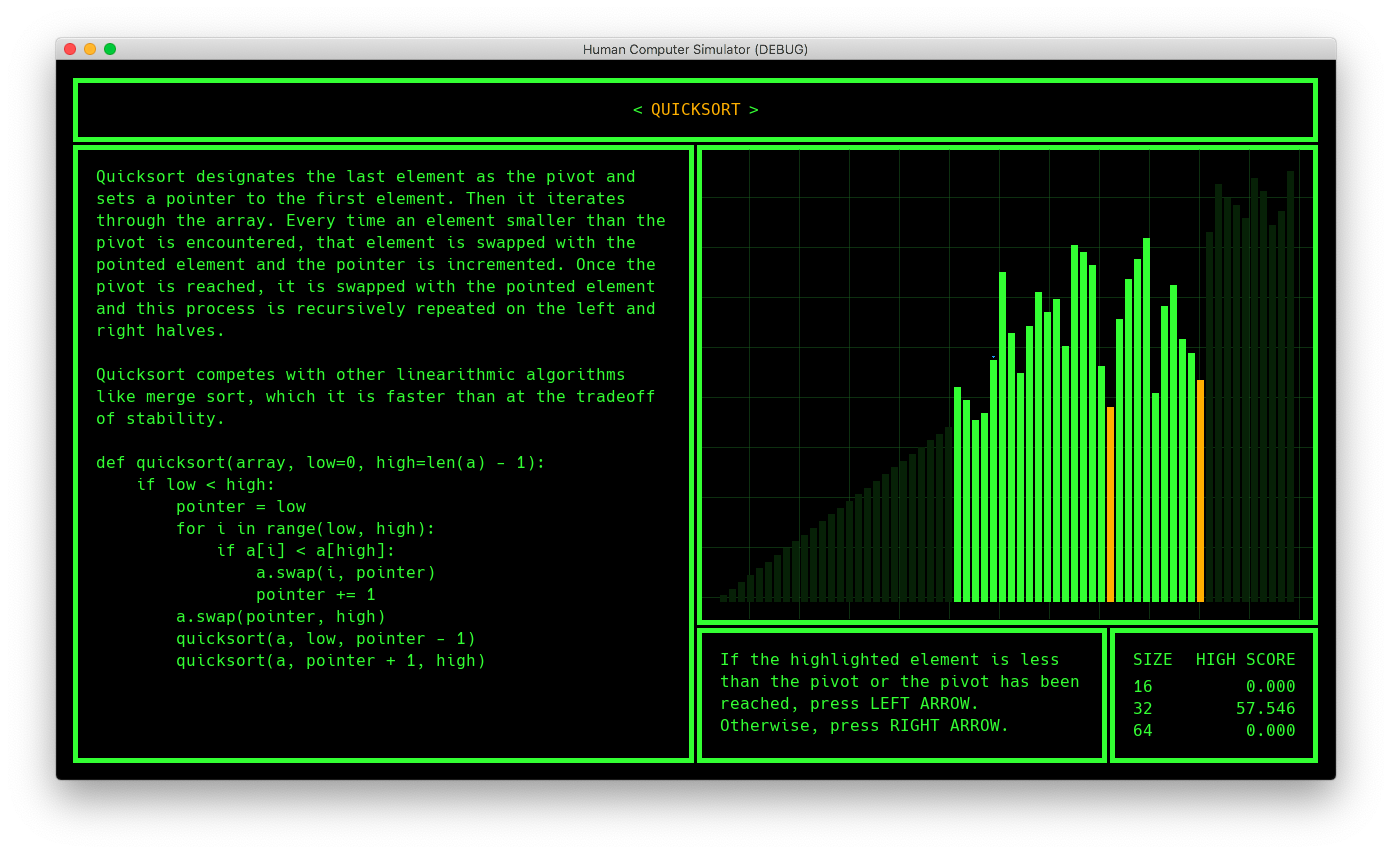 Human Computer Simulator (DEBUG)
< QUICKSORT >
Quicksort designates the last element as the pivot and
sets a pointer to the first element. Then it iterates
through the array. Every time an element smaller than the
pivot is encountered, that element is swapped with the
pointed element and the pointer is incremented. Once the
pivot is reached, it is swapped with the pointed element
and this process is recursively repeated on the left and
right halves.
Quicksort competes with other linearithmic algorithms
like merge sort, which it is faster than at the tradeoff
of stability.
def quicksort(array, low=0, high=len(a) - 1):
    if low < high:
        pointer = low
        for i in range(low, high):
            if a[i] < a[high]:
                a.swap(i, pointer)
                pointer += 1
        a.swap(pointer, high)
        quicksort(a, low, pointer - 1)
        quicksort(a, pointer + 1, high)
If the highlighted element is less
than the pivot or the pivot has been
reached, press LEFT ARROW.
Otherwise, press RIGHT ARROW.
SIZE HIGH SCORE
16 0.000
32 57.546
64 0.000